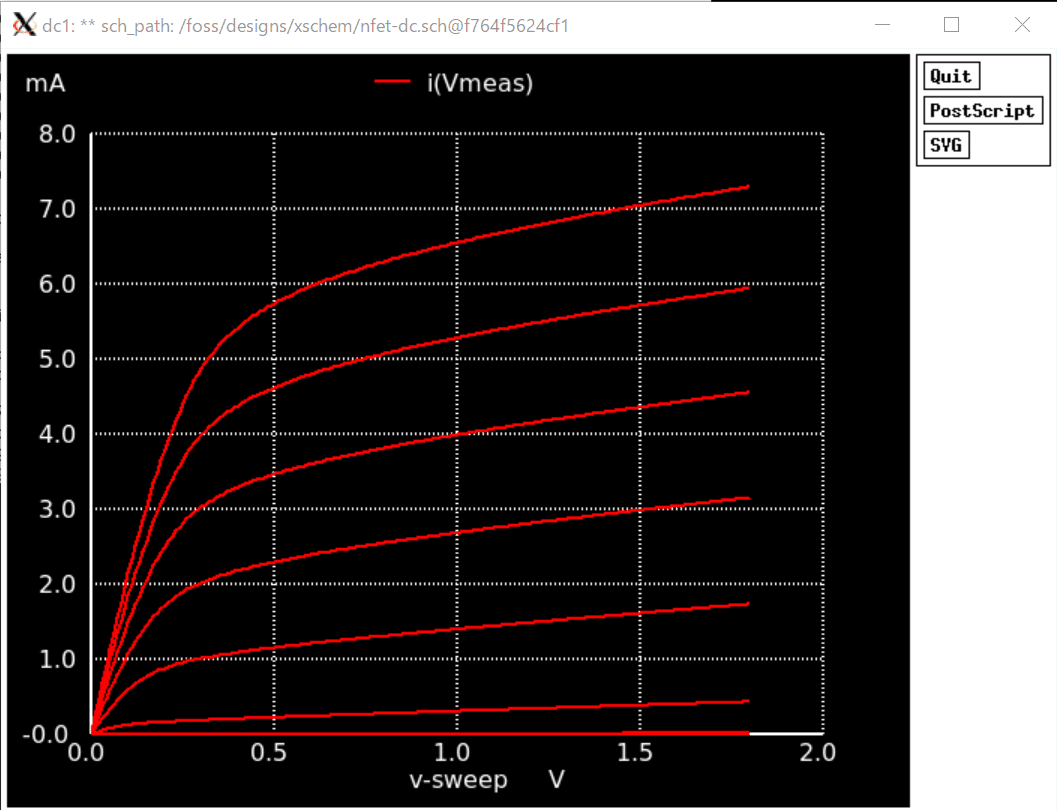 dc1: ** sch_path: /foss/designs/xschem/nfet-dc.sch@f764f5624cf1
Quit
PostScript
SVG
mA
i(Vmeas)
8.0
7.0
6.0
5.0
4.0
3.0
2.0
1.0
-0.0
0.0 0.5 1.0 1.5 2.0
v-sweep V